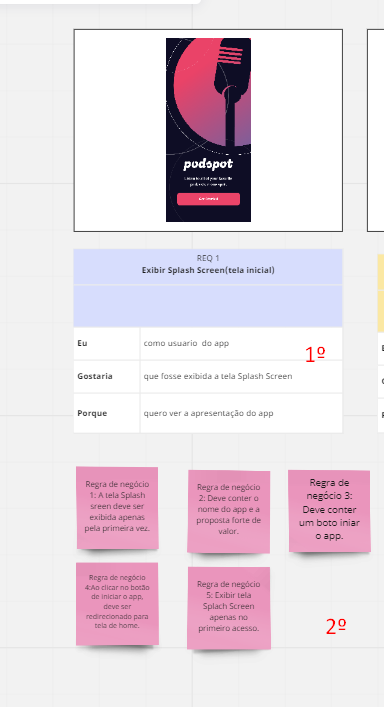 podspot
Get Started
REQ 1
Exibir Splash Screen(tela inicial)
Eu
como usuario do app
1º
Gostaria
que fosse exibida a tela Splash Screen
Porque
quero ver a apresentação do app
Regra de negócio
1: A tela Splash
sreen deve ser
exibida apenas
pela primeira vez.
Regra de negócio
2: Deve conter o
nome do app e a
proposta forte de
valor.
Regra de
negócio 3:
Deve conter
um boto iniar
o app.
Regra de negócio
4:Ao clicar no botão
de iniciar o app,
deve ser
redirecionado para
tela de home.
Regra de negócio
5: Exibir tela
Splach Screen
apenas no
primeiro acesso.
2º